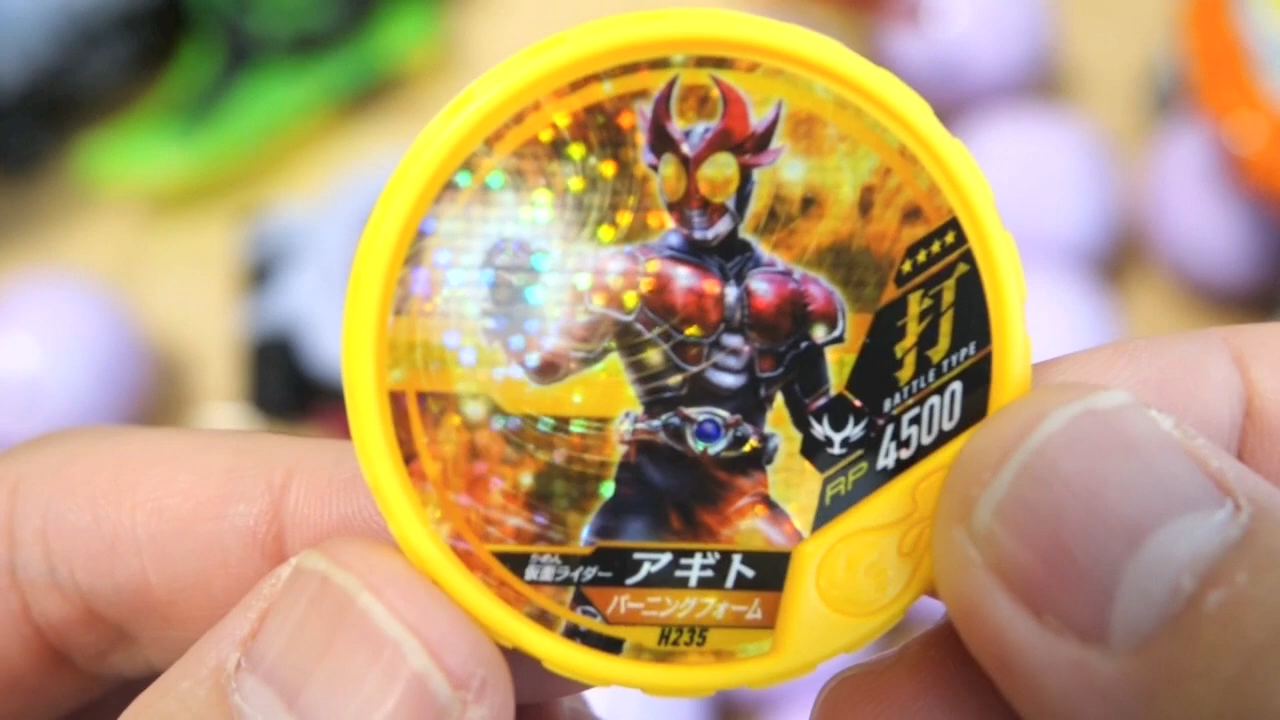 ★★★★
打
BATTLE TYPE
RP 4500
かめん
仮面ライダー アギト
バーニングフォーム
H235